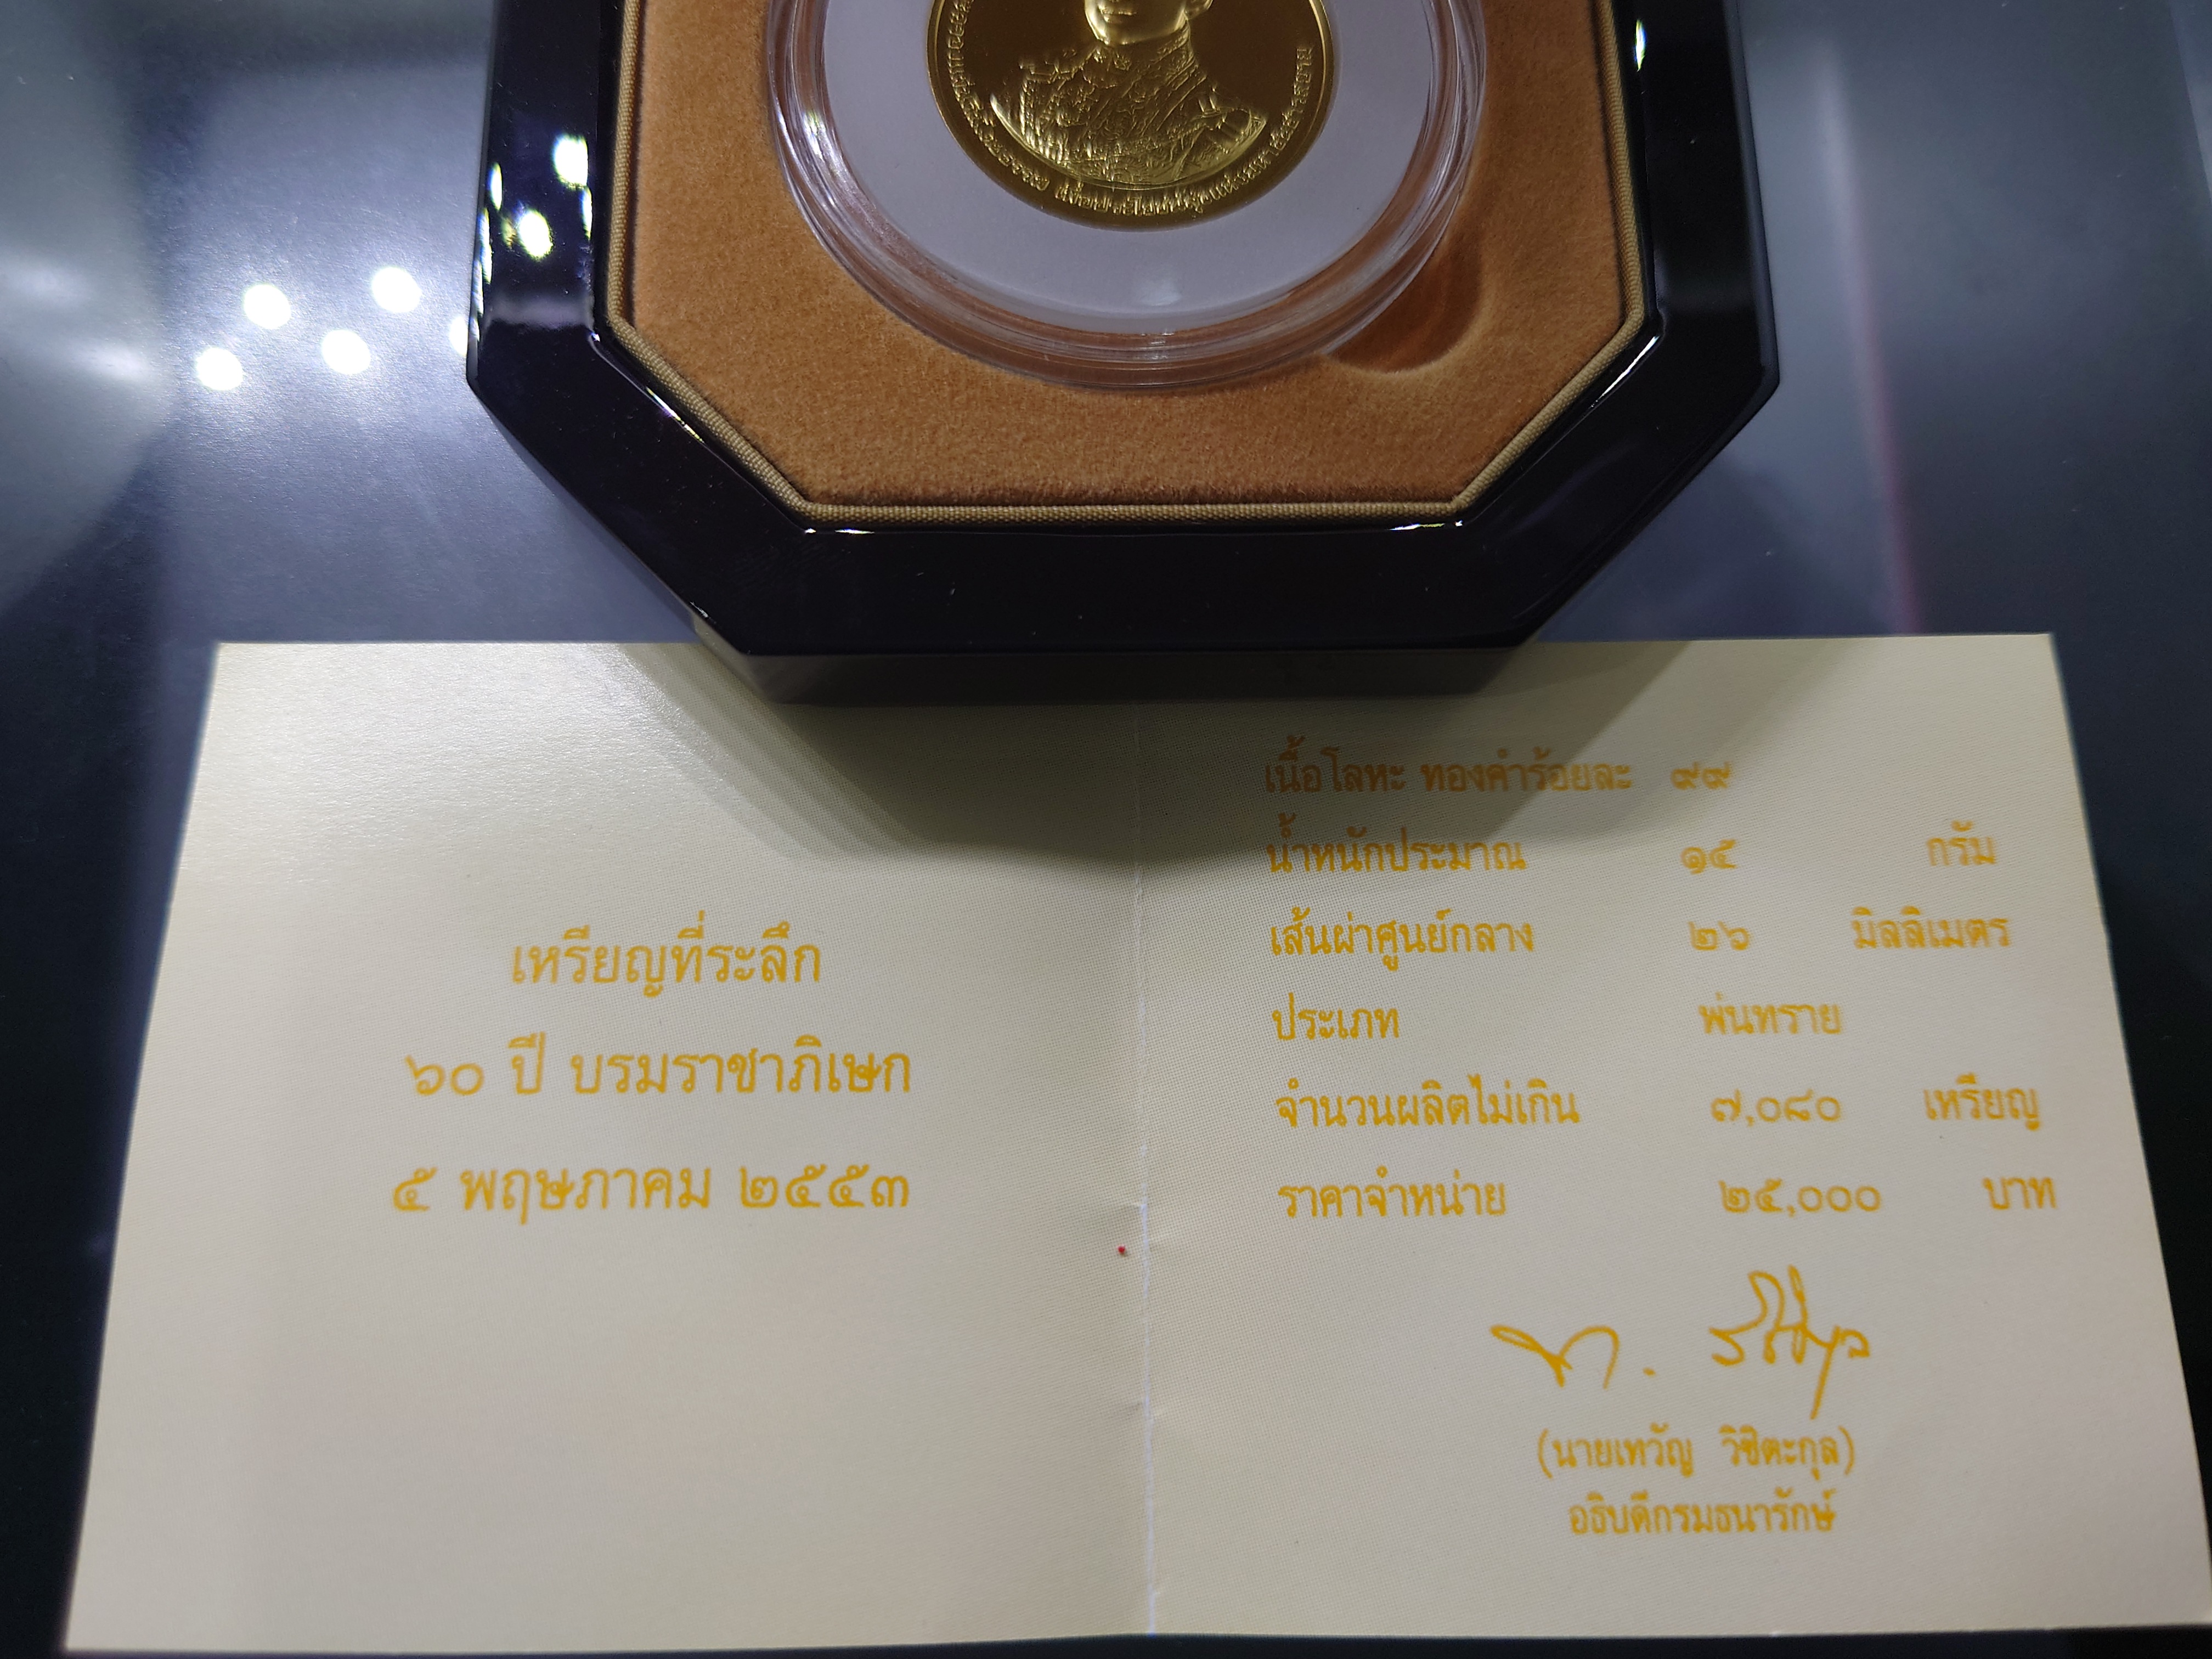 เหรียญที่ระลึก
๖๐ ปี บรมราชาภิเษก
๕ พฤษภาคม ๒๕๕๓
เนื้อโลหะ ทองคำร้อยละ ๙๙
น้ำหนักประมาณ ๑๕ กรัม
เส้นผ่าศูนย์กลาง ๒๖ มิลลิเมตร
ประเภท พ่นทราย
จำนวนผลิตไม่เกิน ๗,๐๘๐ เหรียญ
ราคาจำหน่าย ๒๕,๐๐๐ บาท
(นายเทวัญ วิชิตะกุล)
อธิบดีกรมธนารักษ์